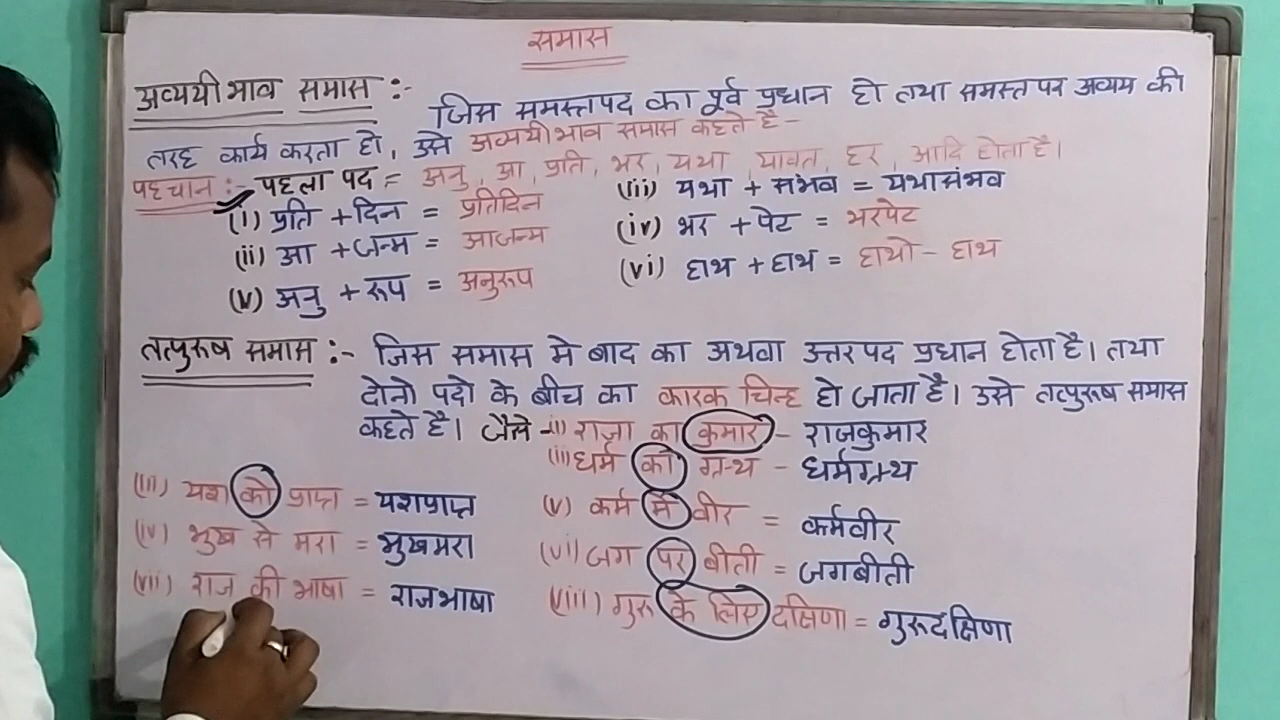 समास
अव्ययीभाव समास :- जिस समस्तपद का पूर्व प्रधान हो तथा समस्त पद अव्यय की
तरह कार्य करता हो, उसे अव्ययीभाव समास कहते है-
पहचान :- पहला पद = अनु, आ, प्रति, भर, यथा, यावत, हर, आदि होता है।
(i) प्रति + दिन = प्रतिदिन (iii) यथा + संभव = यथासंभव
(ii) आ + जन्म = आजन्म (iv) भर + पेट = भरपेट
(v) अनु + रूप = अनुरूप (vi) हाथ + हाथ = हाथो - हाथ
तत्पुरूष समास :- जिस समास मे बाद का अथवा उत्तरपद प्रधान होता है। तथा
दोनो पदो के बीच का कारक चिन्ह हो जाता है। उसे तत्पुरूष समास
कहते है। जैसे -(i) राजा का कुमार - राजकुमार
(ii) धर्म का ग्रन्थ - धर्मग्रन्थ
(iii) यश को प्राप्त = यशप्राप्त (v) कर्म मे वीर = कर्मवीर
(iv) भुख से मरा = भुखमरा (vi) जग पर बीती = जगबीती
(vii) राज की भाषा = राजभाषा (viii) गुरू के लिए दक्षिणा = गुरूदक्षिणा